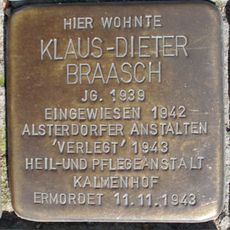 HIER WOHNTE
KLAUS-DIETER
BRAASCH
JG. 1939
EINGEWIESEN 1942
ALSTERDORFER ANSTALTEN
'VERLEGT' 1943
HEIL-UND PFLEGEANSTALT
KALMENHOF
ERMORDET 11.11.1943